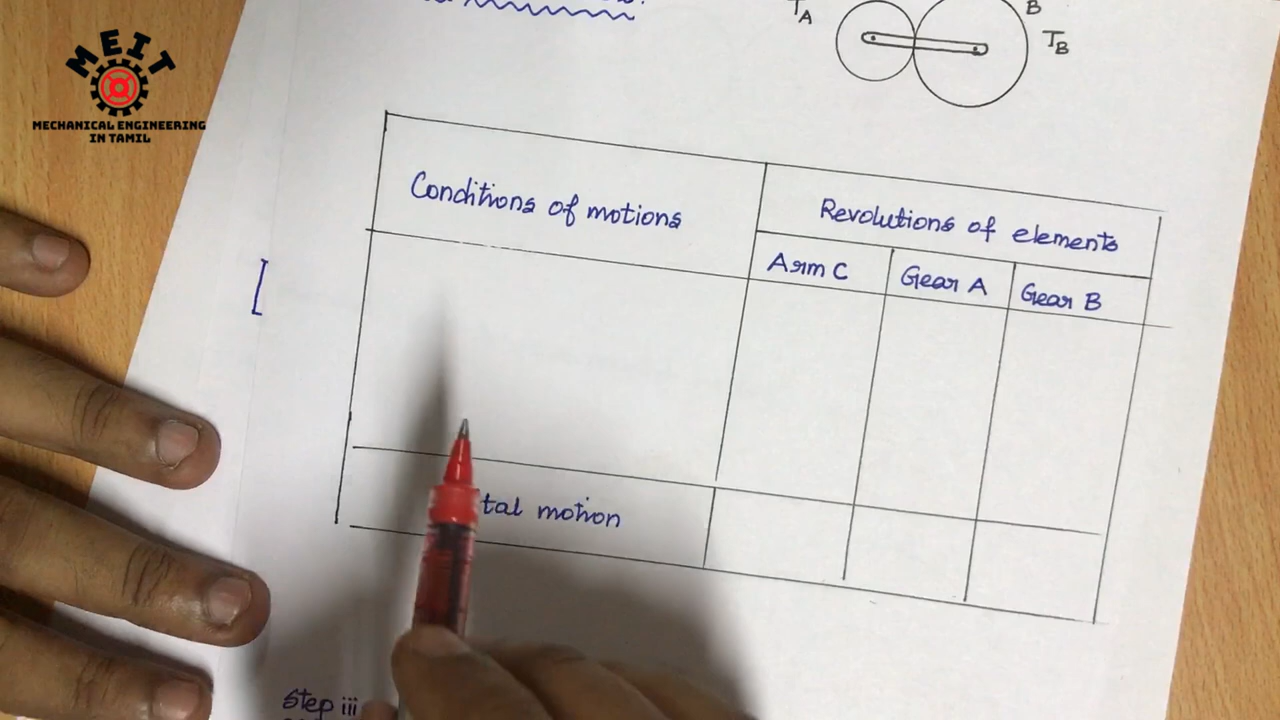 MEIT
MECHANICAL ENGINEERING
IN TAMIL
TA
B
TB
Conditions of motions
Revolutions of elements
Arm C
Gear A
Gear B
tal motion
Step iii